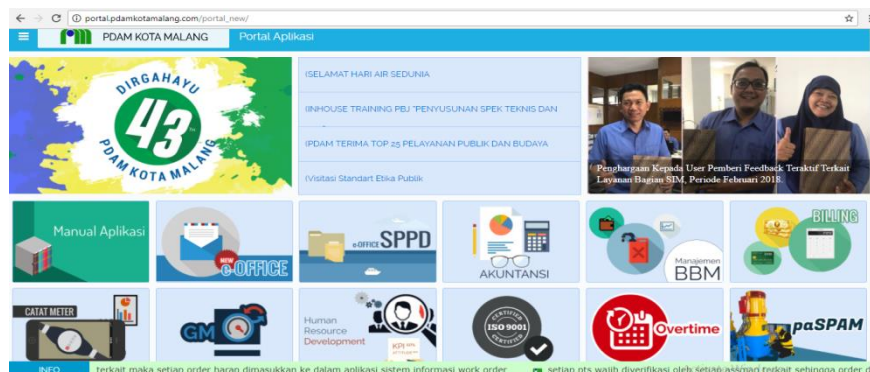 portal.pdamkotamalang.com/portal_new/
PDAM KOTA MALANG
Portal Aplikasi
DIRGAHAYU
43
PDAM KOTA MALANG
!SELAMAT HARI AIR SEDUNIA
!INHOUSE TRAINING PBJ "PENYUSUNAN SPEK TEKNIS DAN
!PDAM TERIMA TOP 25 PELAYANAN PUBLIK DAN BUDAYA
!Visitasi Standart Etika Publik
Penghargaan Kepada User Pemberi Feedback Teraktif Terkait
Layanan Bagian SIM, Periode Februari 2018.
Manual Aplikasi
NEW
e-OFFICE
e-OFFICE SPPD
AKUNTANSI
Manajemen
BBM
BILLING
CATAT METER
GM
Human
Resource
Development
KPI
CERTIFIED
ISO 9001
CERTIFIED
Overtime
paSPAM
INFO
terkait maka setiap order harap dimasukkan ke dalam aplikasi sistem informasi work order
setiap pts wajib diverifikasi oleh setiap asman terkait sehingga order d